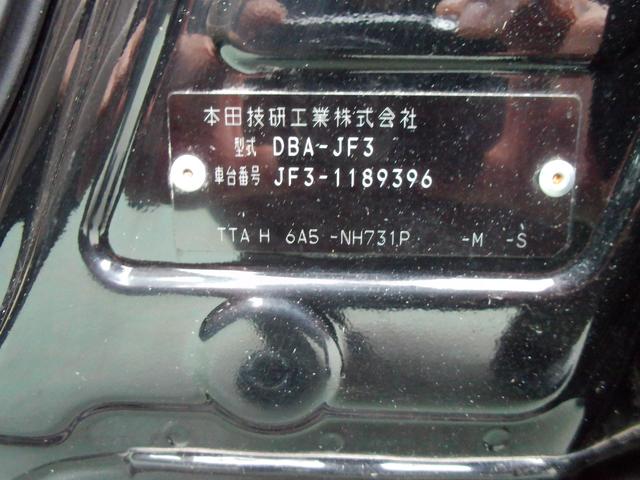 本田技研工業株式会社
型式 DBA-JF3
車台番号 JF3-1189396
TTA H 6A5 -NH731P -M -S